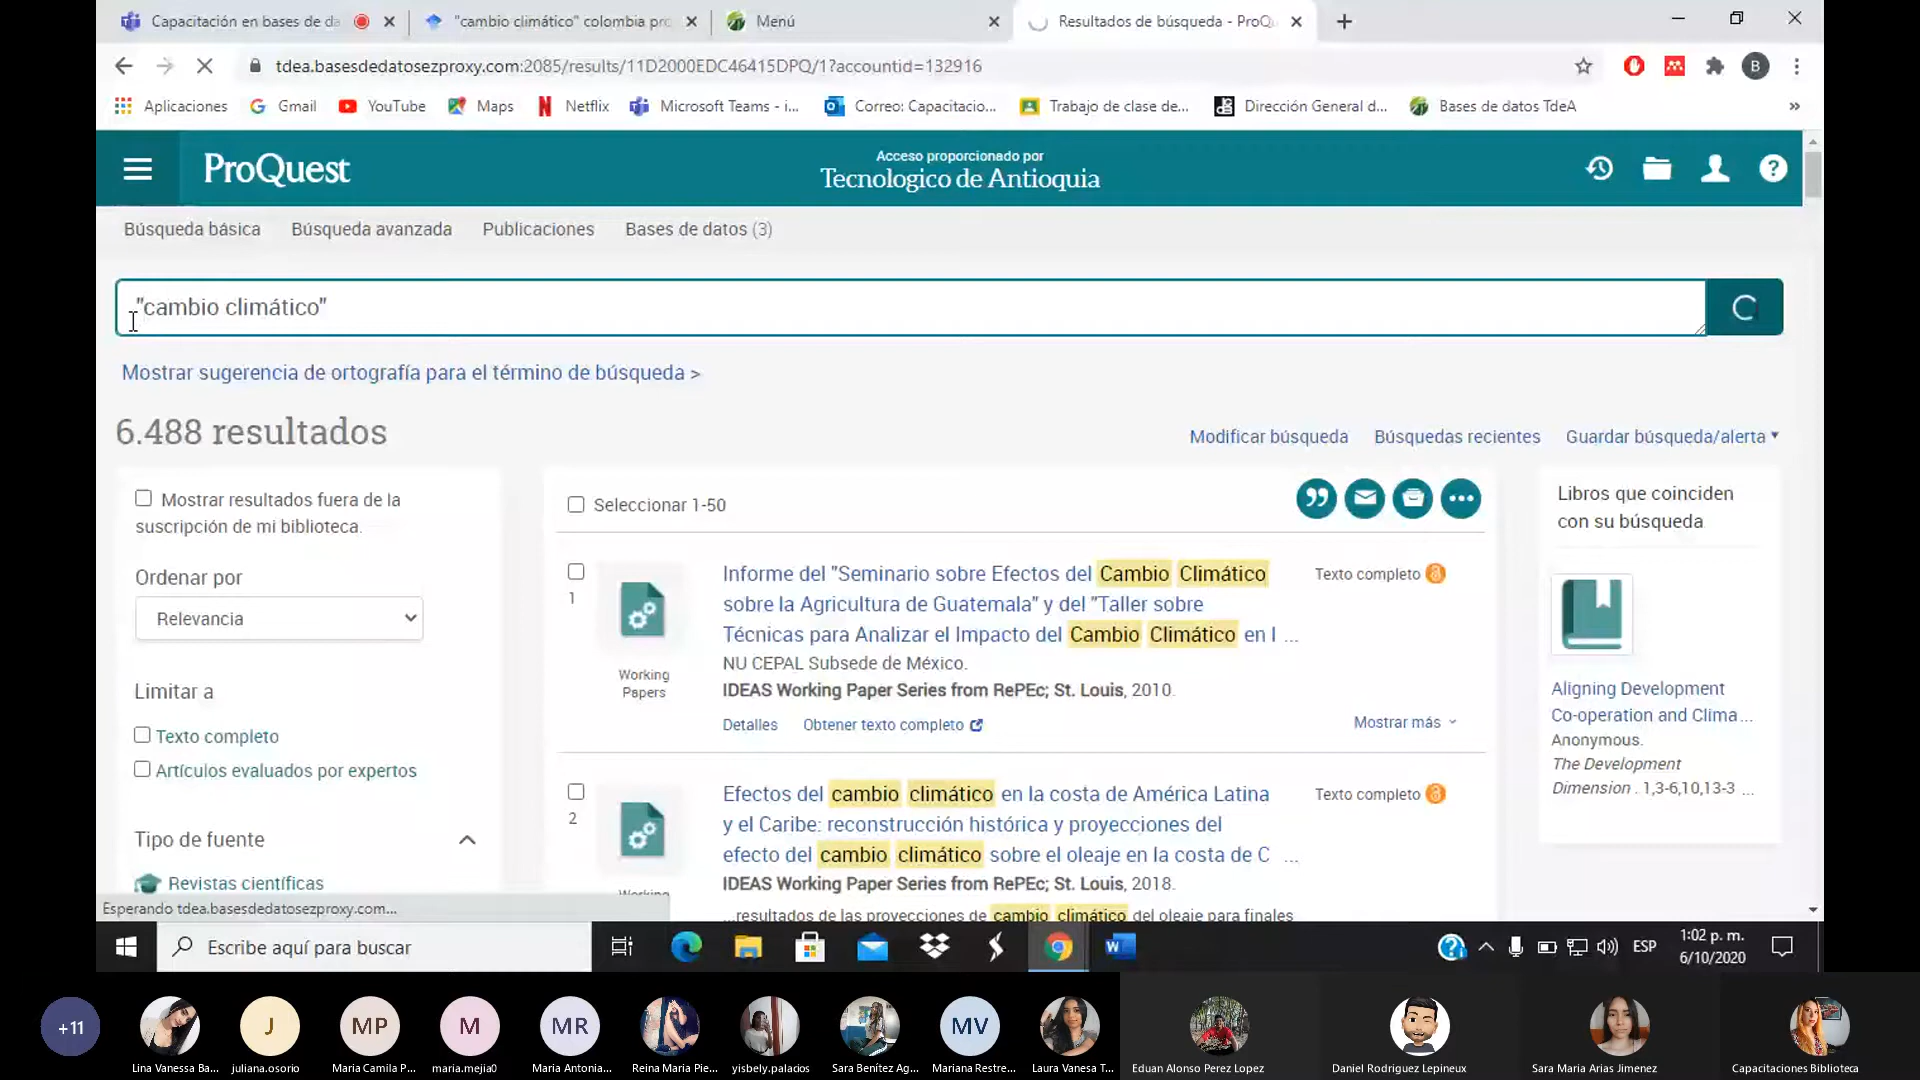 Capacitación en bases de da
"cambio climático" colombia pro
Menú
Resultados de búsqueda - ProQ
tdea.basesdedatosezproxy.com:2085/results/11D2000EDC46415DPQ/1?accountid=132916
B
Aplicaciones
Gmail
YouTube
Maps
Netflix
Microsoft Teams - i...
Correo: Capacitacio...
Trabajo de clase de...
Dirección General d...
Bases de datos TdeA
»
ProQuest
Acceso proporcionado por
Tecnologico de Antioquia
Búsqueda básica
Búsqueda avanzada
Publicaciones
Bases de datos (3)
"cambio climático"
Mostrar sugerencia de ortografía para el término de búsqueda >
6.488 resultados
Modificar búsqueda
Búsquedas recientes
Guardar búsqueda/alerta
Mostrar resultados fuera de la
suscripción de mi biblioteca.
Ordenar por
Relevancia
Limitar a
Texto completo
Artículos evaluados por expertos
Tipo de fuente
Revistas científicas
Esperando tdea.basesdedatosezproxy.com...
Seleccionar 1-50
1
Working
Papers
Informe del "Seminario sobre Efectos del Cambio Climático
sobre la Agricultura de Guatemala" y del "Taller sobre
Técnicas para Analizar el Impacto del Cambio Climático en I ...
NU CEPAL Subsede de México.
IDEAS Working Paper Series from RePEc; St. Louis, 2010.
Detalles
Obtener texto completo
Texto completo
Mostrar más
2
Working
Efectos del cambio climático en la costa de América Latina
y el Caribe: reconstrucción histórica y proyecciones del
efecto del cambio climático sobre el oleaje en la costa de C ...
IDEAS Working Paper Series from RePEc; St. Louis, 2018.
...resultados de las proyecciones de cambio climático del oleaje para finales
Texto completo
Libros que coinciden
con su búsqueda
Aligning Development
Co-operation and Clima...
Anonymous.
The Development
Dimension . 1,3-6,10,13-3 ...
Escribe aquí para buscar
ESP
1:02 p. m.
6/10/2020
+11
Lina Vanessa Ba...
J
juliana.osorio
MP
Maria Camila P...
M
maria.mejia0
MR
Maria Antonia...
Reina Maria Pie...
yisbely.palacios
Sara Benítez Ag...
MV
Mariana Restre...
Laura Vanesa T...
Eduan Alonso Perez Lopez
Daniel Rodriguez Lepineux
Sara Maria Arias Jimenez
Capacitaciones Biblioteca